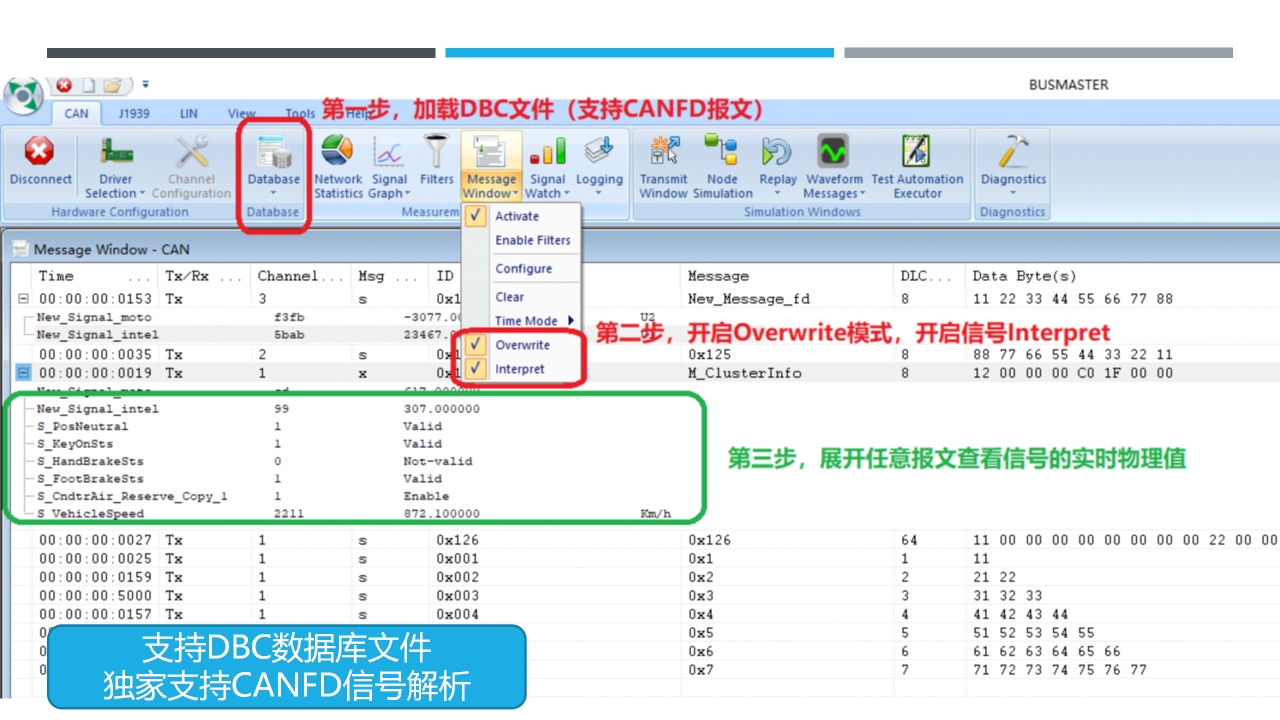 BUSMASTER
CAN J1939 LIN View Tools Help
第一步，加载DBC文件（支持CANFD报文）
Disconnect Driver Selection Channel Configuration Database Network Statistics Signal Graph Filters Message Window Signal Watch Logging Transmit Window Node Simulation Replay Waveform Messages Test Automation Executor Diagnostics
Hardware Configuration Database Measurem Simulation Windows Diagnostics
Activate
Enable Filters
Configure
Clear
Time Mode
Overwrite
Interpret
第二步，开启Overwrite模式，开启信号Interpret
Message Window - CAN
Time ... Tx/Rx ... Channel... Msg ... ID Message DLC... Data Byte(s)
00:00:00:0153 Tx 3 s 0x1 New_Message_fd 8 11 22 33 44 55 66 77 88
New_Signal_moto f3fb -3077.00 U2
New_Signal_intel 5bab 23467.0
00:00:00:0035 Tx 2 s 0x1 0x125 8 88 77 66 55 44 33 22 11
00:00:00:0019 Tx 1 x 0x1 M_ClusterInfo 8 12 00 00 00 C0 1F 00 00
New_Signal_intel 99 307.000000
S_PosNeutral 1 Valid
S_KeyOnSts 1 Valid
S_HandBrakeSts 0 Not-valid
S_FootBrakeSts 1 Valid
S_CndtrAir_Reserve_Copy_1 1 Enable
S_VehicleSpeed 2211 872.100000 Km/h
第三步，展开任意报文查看信号的实时物理值
00:00:00:0027 Tx 1 s 0x126 0x126 64 11 00 00 00 00 00 00 00 00 22 00 00
00:00:00:0025 Tx 1 s 0x001 0x1 1 11
00:00:00:0159 Tx 1 s 0x002 0x2 2 21 22
00:00:00:5000 Tx 1 s 0x003 0x3 3 31 32 33
00:00:00:0157 Tx 1 s 0x004 0x4 4 41 42 43 44
0x5 5 51 52 53 54 55
0x6 6 61 62 63 64 65 66
0x7 7 71 72 73 74 75 76 77
支持DBC数据库文件
独家支持CANFD信号解析